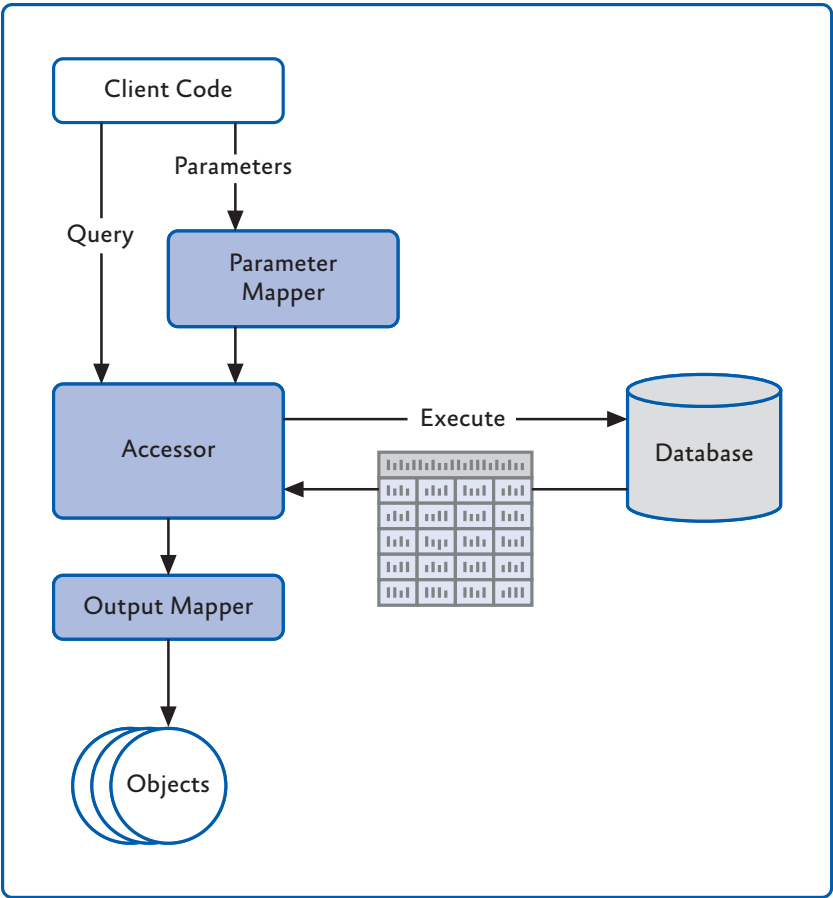 Client Code
Parameters
Query
Parameter
Mapper
Accessor
Execute
Database
Output Mapper
Objects